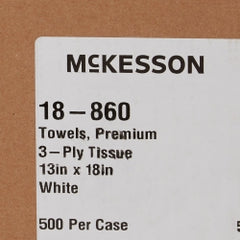 McKESSON
18-860
Towels, Premium
3-Ply Tissue
13in x 18in
White
500 Per Case